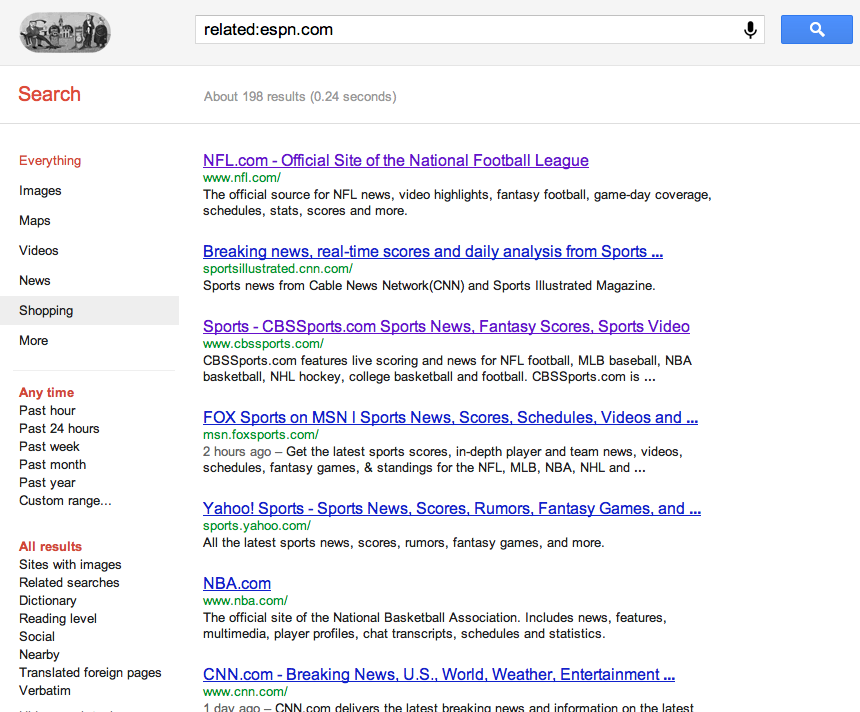 related:espn.com
Search
About 198 results (0.24 seconds)
Everything
Images
Maps
Videos
News
Shopping
More
Any time
Past hour
Past 24 hours
Past week
Past month
Past year
Custom range...
All results
Sites with images
Related searches
Dictionary
Reading level
Social
Nearby
Translated foreign pages
Verbatim
NFL.com - Official Site of the National Football League
www.nfl.com/
The official source for NFL news, video highlights, fantasy football, game-day coverage,
schedules, stats, scores and more.
Breaking news, real-time scores and daily analysis from Sports ...
sportsillustrated.cnn.com/
Sports news from Cable News Network(CNN) and Sports Illustrated Magazine.
Sports - CBSSports.com Sports News, Fantasy Scores, Sports Video
www.cbssports.com/
CBSSports.com features live scoring and news for NFL football, MLB baseball, NBA
basketball, NHL hockey, college basketball and football. CBSSports.com is ...
FOX Sports on MSN | Sports News, Scores, Schedules, Videos and ...
msn.foxsports.com/
2 hours ago – Get the latest sports scores, in-depth player and team news, videos,
schedules, fantasy games, & standings for the NFL, MLB, NBA, NHL and ...
Yahoo! Sports - Sports News, Scores, Rumors, Fantasy Games, and ...
sports.yahoo.com/
All the latest sports news, scores, rumors, fantasy games, and more.
NBA.com
www.nba.com/
The official site of the National Basketball Association. Includes news, features,
multimedia, player profiles, chat transcripts, schedules and statistics.
CNN.com - Breaking News, U.S., World, Weather, Entertainment ...
www.cnn.com/
1 day ago – CNN.com delivers the latest breaking news and information on the latest